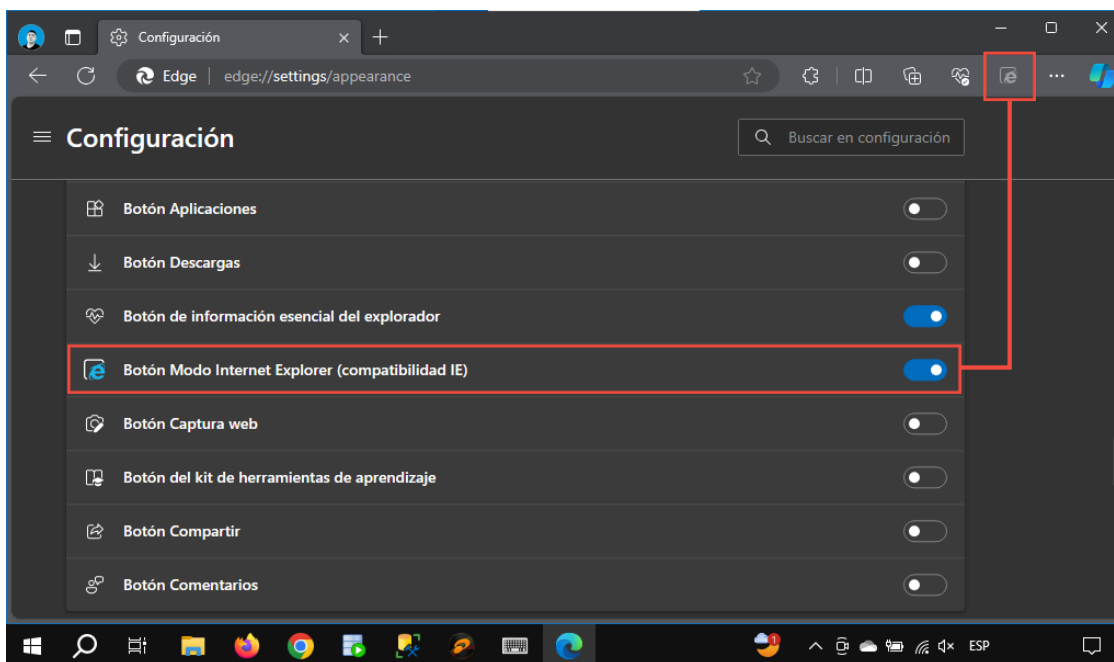 Configuración
Edge | edge://settings/appearance
Configuración
Buscar en configuración
Botón Aplicaciones
Botón Descargas
Botón de información esencial del explorador
Botón Modo Internet Explorer (compatibilidad IE)
Botón Captura web
Botón del kit de herramientas de aprendizaje
Botón Compartir
Botón Comentarios
1
ESP